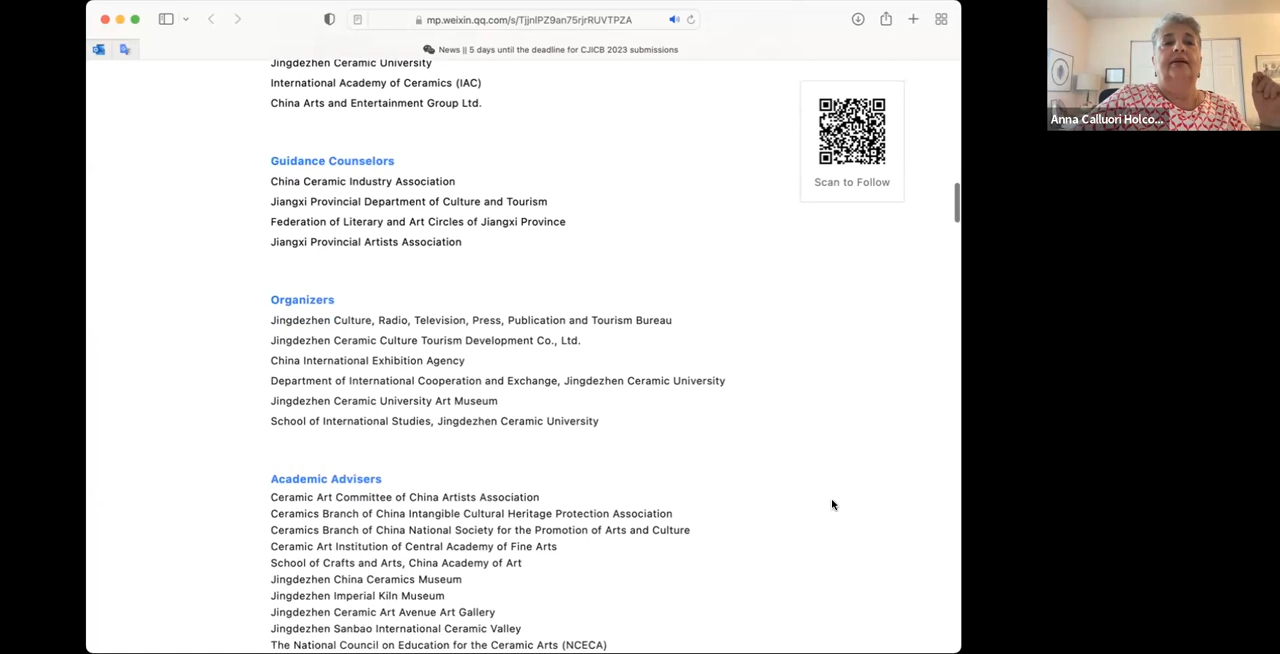 mp.weixin.qq.com/s/TjjnlPZ9an75rjrRUVTPZA
News || 5 days until the deadline for CJICB 2023 submissions
Jingdezhen Ceramic University
International Academy of Ceramics (IAC)
China Arts and Entertainment Group Ltd.
Scan to Follow
Guidance Counselors
China Ceramic Industry Association
Jiangxi Provincial Department of Culture and Tourism
Federation of Literary and Art Circles of Jiangxi Province
Jiangxi Provincial Artists Association
Organizers
Jingdezhen Culture, Radio, Television, Press, Publication and Tourism Bureau
Jingdezhen Ceramic Culture Tourism Development Co., Ltd.
China International Exhibition Agency
Department of International Cooperation and Exchange, Jingdezhen Ceramic University
Jingdezhen Ceramic University Art Museum
School of International Studies, Jingdezhen Ceramic University
Academic Advisers
Ceramic Art Committee of China Artists Association
Ceramics Branch of China Intangible Cultural Heritage Protection Association
Ceramics Branch of China National Society for the Promotion of Arts and Culture
Ceramic Art Institution of Central Academy of Fine Arts
School of Crafts and Arts, China Academy of Art
Jingdezhen China Ceramics Museum
Jingdezhen Imperial Kiln Museum
Jingdezhen Ceramic Art Avenue Art Gallery
Jingdezhen Sanbao International Ceramic Valley
The National Council on Education for the Ceramic Arts (NCECA)
Anna Calluori Holco...